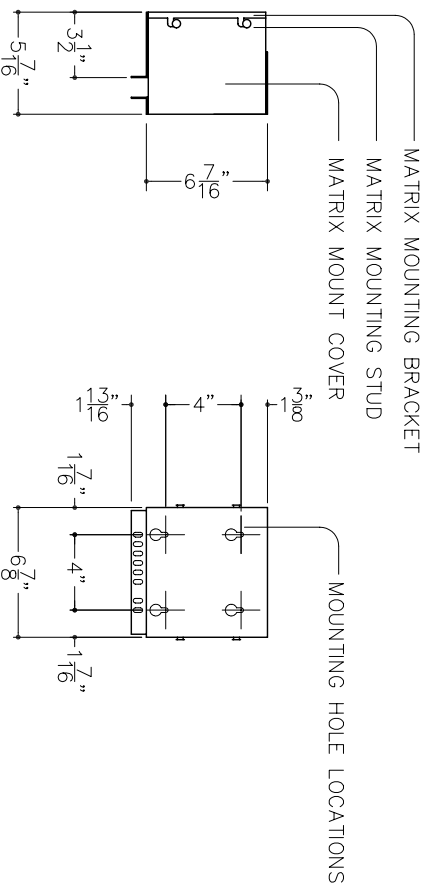 MATRIX MOUNTING BRACKET
MATRIX MOUNTING STUD
MATRIX MOUNT COVER
3 1/2"
5 7/16"
6 7/16"
MOUNTING HOLE LOCATIONS
1 3/8"
4"
1 13/16"
1 7/16"
4"
1 7/16"
6 7/8"